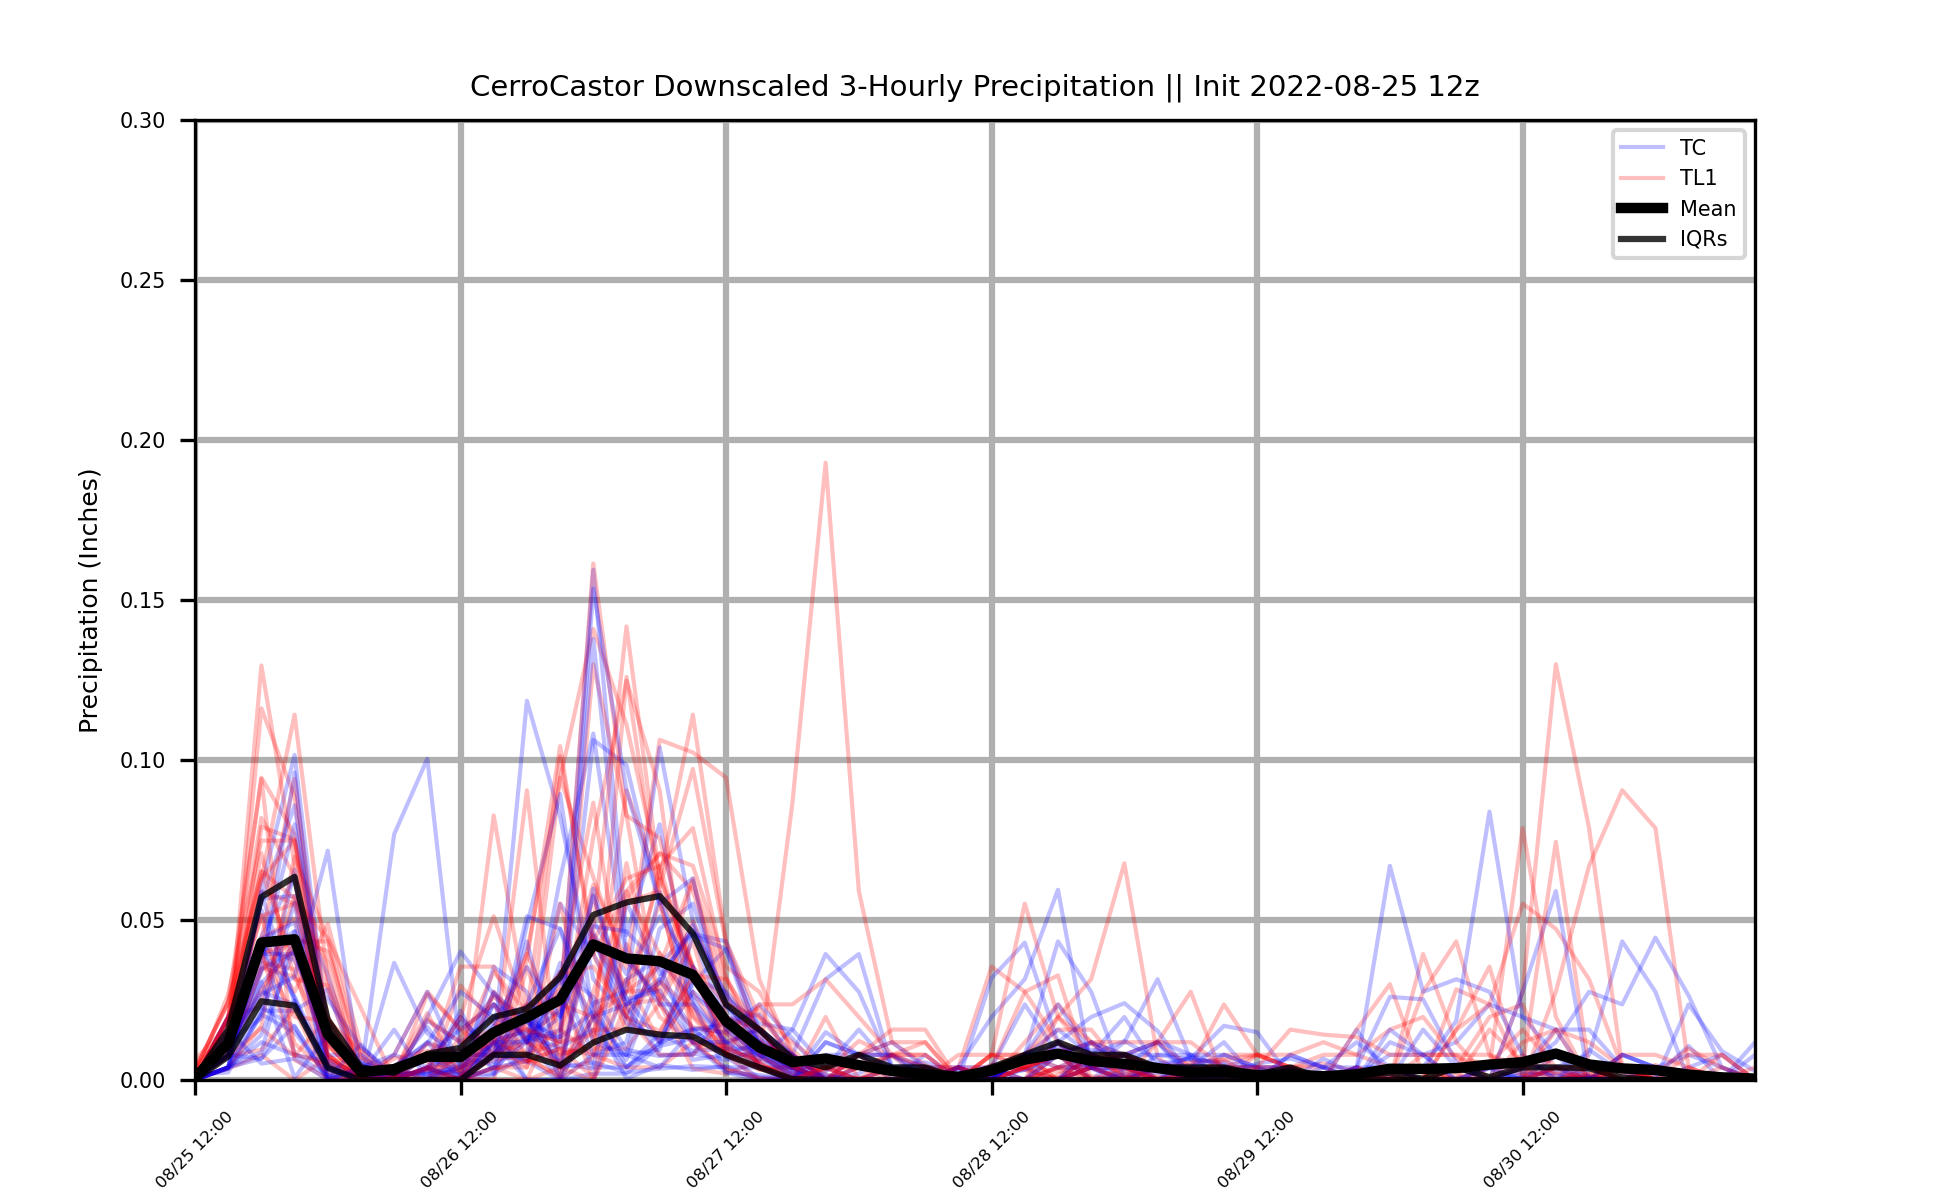 CerroCastor Downscaled 3-Hourly Precipitation || Init 2022-08-25 12z
Precipitation (Inches)
0.30
0.25
0.20
0.15
0.10
0.05
0.00
TC
TL1
Mean
IQRs
08/25 12:00
08/26 12:00
08/27 12:00
08/28 12:00
08/29 12:00
08/30 12:00